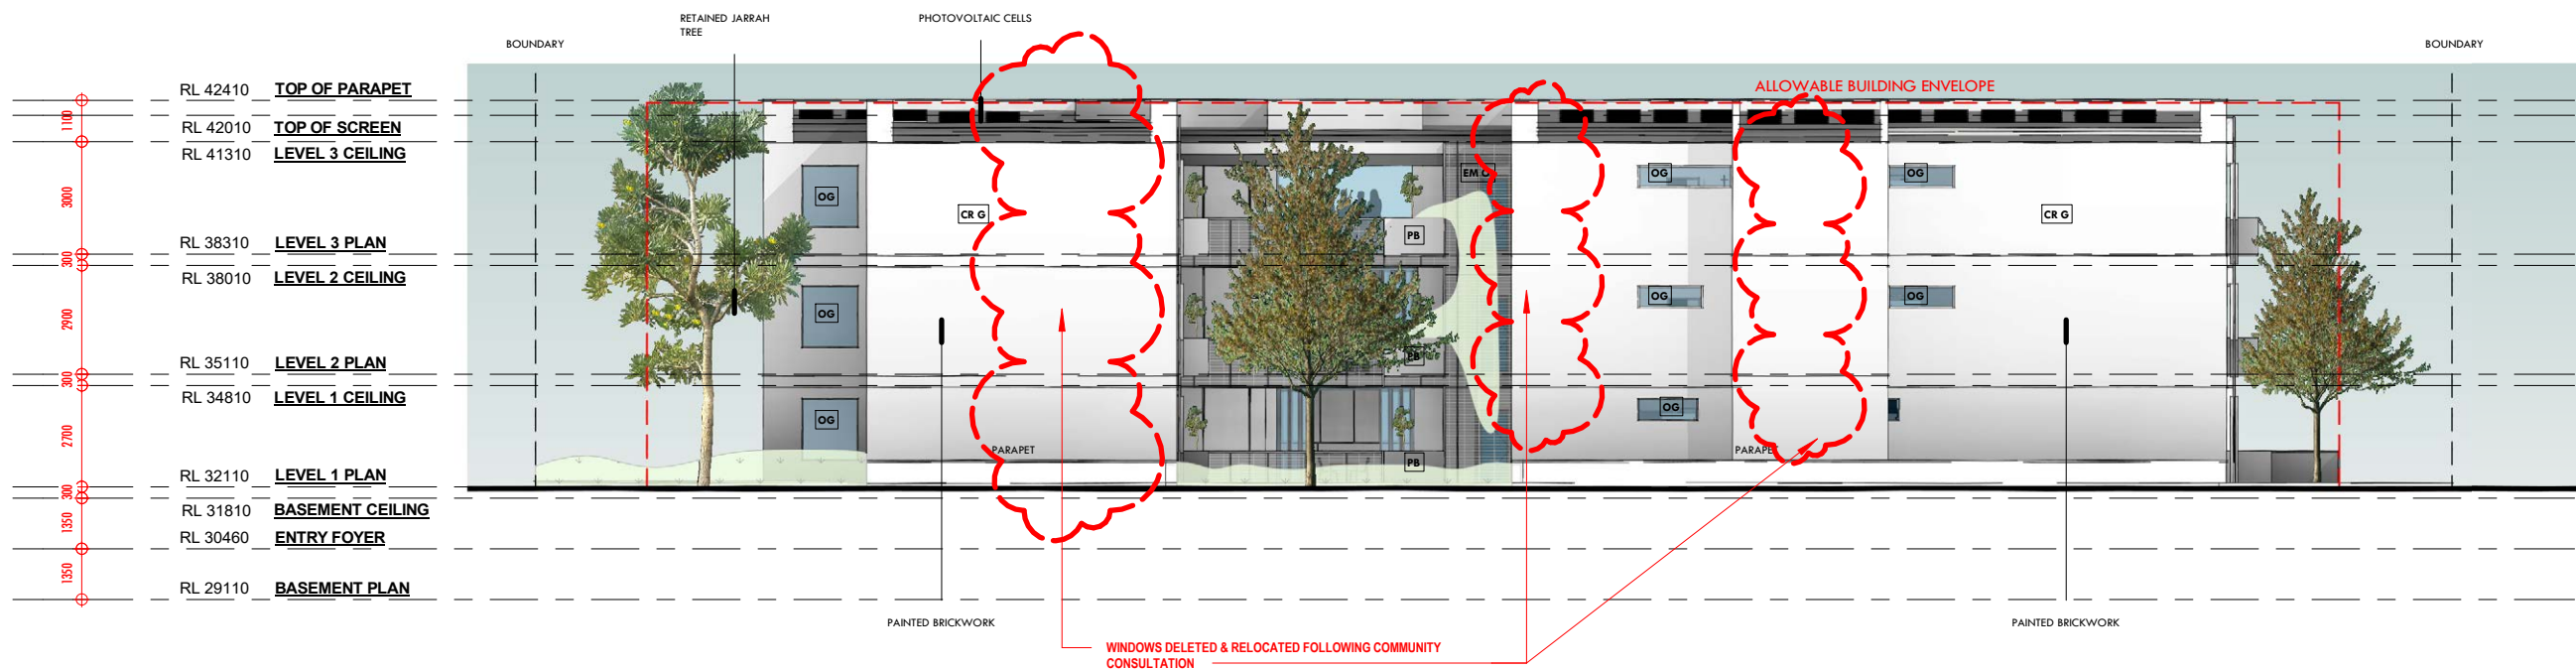 RETAINED JARRAH
TREE
PHOTOVOLTAIC CELLS
BOUNDARY
BOUNDARY
ALLOWABLE BUILDING ENVELOPE
RL 42410 TOP OF PARAPET
RL 42010 TOP OF SCREEN
RL 41310 LEVEL 3 CEILING
RL 38310 LEVEL 3 PLAN
RL 38010 LEVEL 2 CEILING
RL 35110 LEVEL 2 PLAN
RL 34810 LEVEL 1 CEILING
RL 32110 LEVEL 1 PLAN
RL 31810 BASEMENT CEILING
RL 30460 ENTRY FOYER
RL 29110 BASEMENT PLAN
1100
3000
300
2900
300
2700
300
1350
1350
OG
EM
OG
OG
CR G
CR G
PB
OG
OG
OG
PB
OG
OG
PARAPET
PARAPET
PB
PAINTED BRICKWORK
PAINTED BRICKWORK
WINDOWS DELETED & RELOCATED FOLLOWING COMMUNITY
CONSULTATION